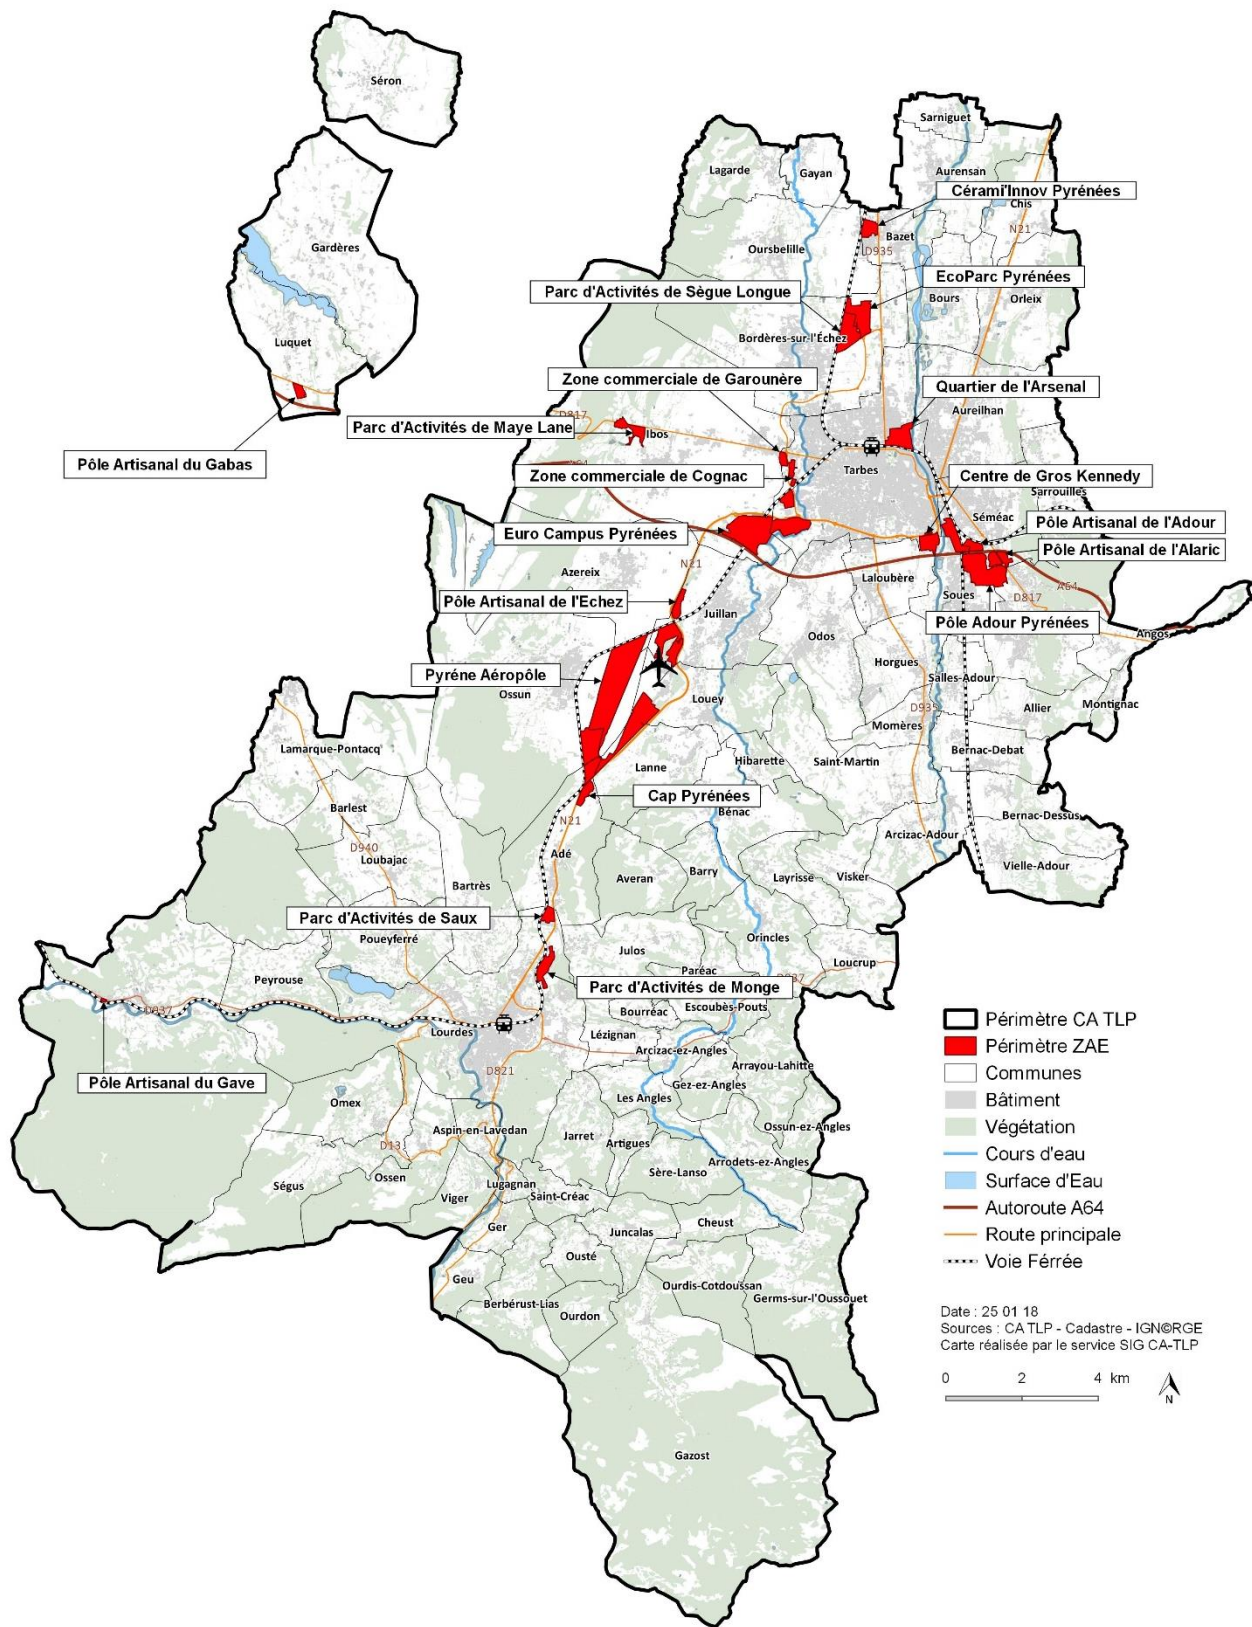 Séron
Sarniguet
Lagarde
Gayan
Aurensan
Cérami'Innov Pyrénées
Chis
N21
Gardères
Oursbelille
Bazet
D935
EcoParc Pyrénées
Parc d'Activités de Sègue Longue
Bours
Orleix
Luquet
Bordères-sur-l'Échez
Zone commerciale de Garounère
Quartier de l'Arsenal
D817
Aureilhan
Parc d'Activités de Maye Lane
Ibos
Pôle Artisanal du Gabas
A64
Zone commerciale de Cognac
Tarbes
Centre de Gros Kennedy
Sarrouilles
Séméac
Pôle Artisanal de l'Adour
Euro Campus Pyrénées
Pôle Artisanal de l'Alaric
N21
Azereix
Laloubère
Soues
D817
A64
Pôle Artisanal de l'Echez
Juillan
Pôle Adour Pyrénées
Angos
Odos
Horgues
Pyréne Aéropôle
Ossun
Louey
Salles-Adour
Allier
Montignac
D935
Momères
Lamarque-Pontacq
Lanne
Hibarette
Saint-Martin
Bernac-Debat
Cap Pyrénées
Barlest
N21
Bénac
Bernac-Dessus
D940
Loubajac
Arcizac-Adour
Adé
Bartrès
Averan
Barry
Layrisse
Visker
Vielle-Adour
Parc d'Activités de Saux
Poueyferré
Julos
Orincles
Loucrup
Peyrouse
Paréac
Parc d'Activités de Monge
D937
Bourréac
Escoubès-Pouts
Lourdes
Lézignan
Arcizac-ez-Angles
Arrayou-Lahitte
Pôle Artisanal du Gave
D821
Gez-ez-Angles
Omex
Les Angles
Aspin-en-Lavedan
Jarret
Artigues
Ossun-ez-Angles
D13
Ossen
Sère-Lanso
Arrodets-ez-Angles
Ségus
Viger
Lugagnan
Saint-Créac
Ger
Juncalas
Cheust
Ousté
Geu
Ourdis-Cotdoussan
Germs-sur-l'Oussouet
Berbérust-Lias
Ourdon
Gazost
Périmètre CA TLP
Périmètre ZAE
Communes
Bâtiment
Végétation
Cours d'eau
Surface d'Eau
Autoroute A64
Route principale
Voie Férrée
Date : 25 01 18
Sources : CA TLP - Cadastre - IGN©RGE
Carte réalisée par le service SIG CA-TLP
0 2 4 km
N